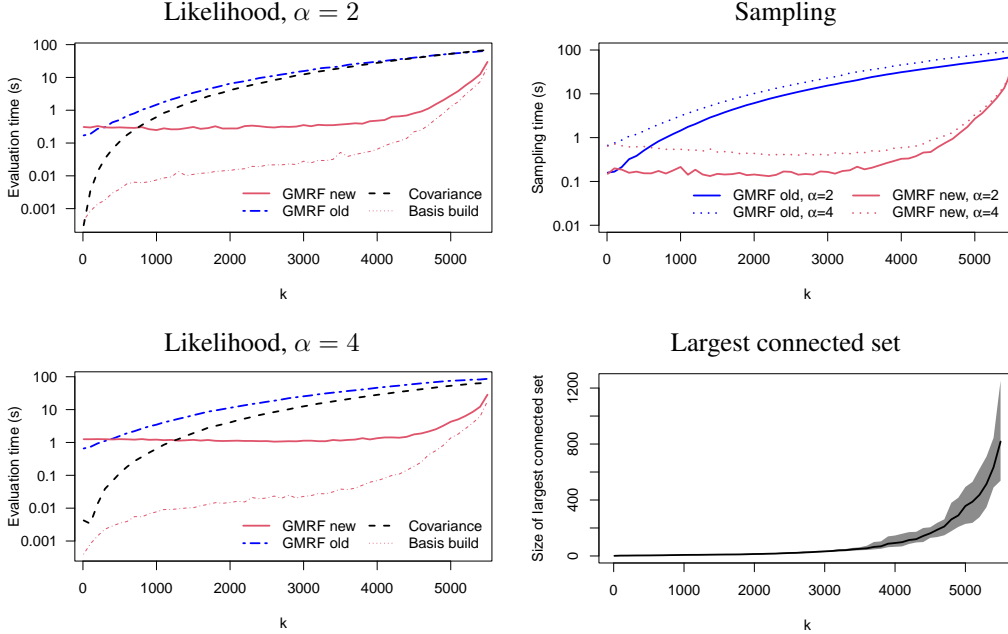 Likelihood, α = 2
Evaluation time (s)
100
10
1
0.1
0.01
0.001
GMRF new
GMRF old
Covariance
Basis build
0 1000 2000 3000 4000 5000
k
Sampling
Sampling time (s)
100
10
1
0.1
0.01
GMRF old, α=2
GMRF old, α=4
GMRF new, α=2
GMRF new, α=4
0 1000 2000 3000 4000 5000
k
Likelihood, α = 4
Evaluation time (s)
100
10
1
0.1
0.01
0.001
GMRF new
GMRF old
Covariance
Basis build
0 1000 2000 3000 4000 5000
k
Largest connected set
Size of largest connected set
1200
800
400
0
0 1000 2000 3000 4000 5000
k